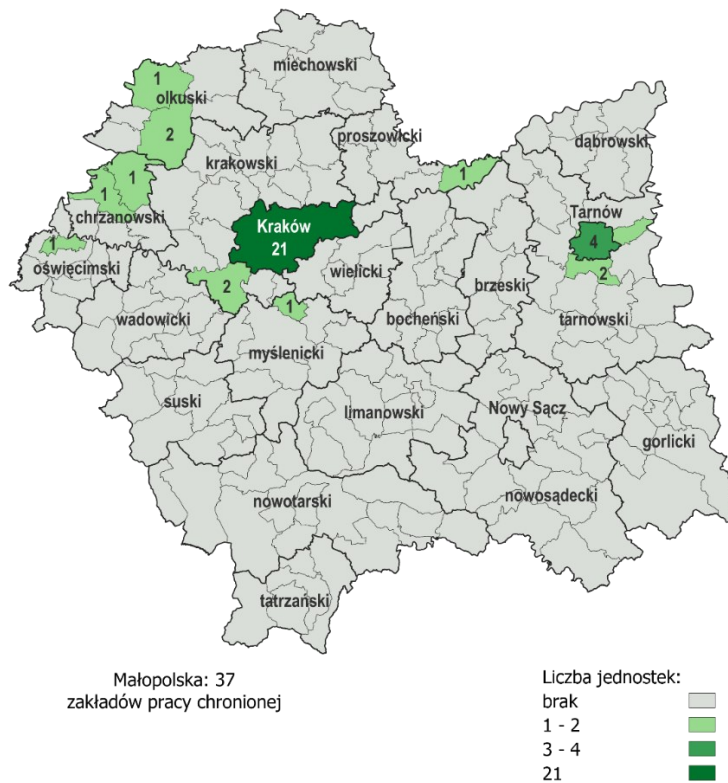 miechowski
1
olkuski
2
proszowicki
dąbrowski
krakowski
1
1
1
chrzanowski
Tarnów
4
Kraków
21
1
oświęcimski
wielicki
2
2
brzeski
1
wadowicki
bocheński
tarnowski
myślenicki
suski
limanowski
Nowy Sącz
gorlicki
nowotarski
nowosądecki
tatrzański
Małopolska: 37
zakładów pracy chronionej
Liczba jednostek:
brak
1 - 2
3 - 4
21